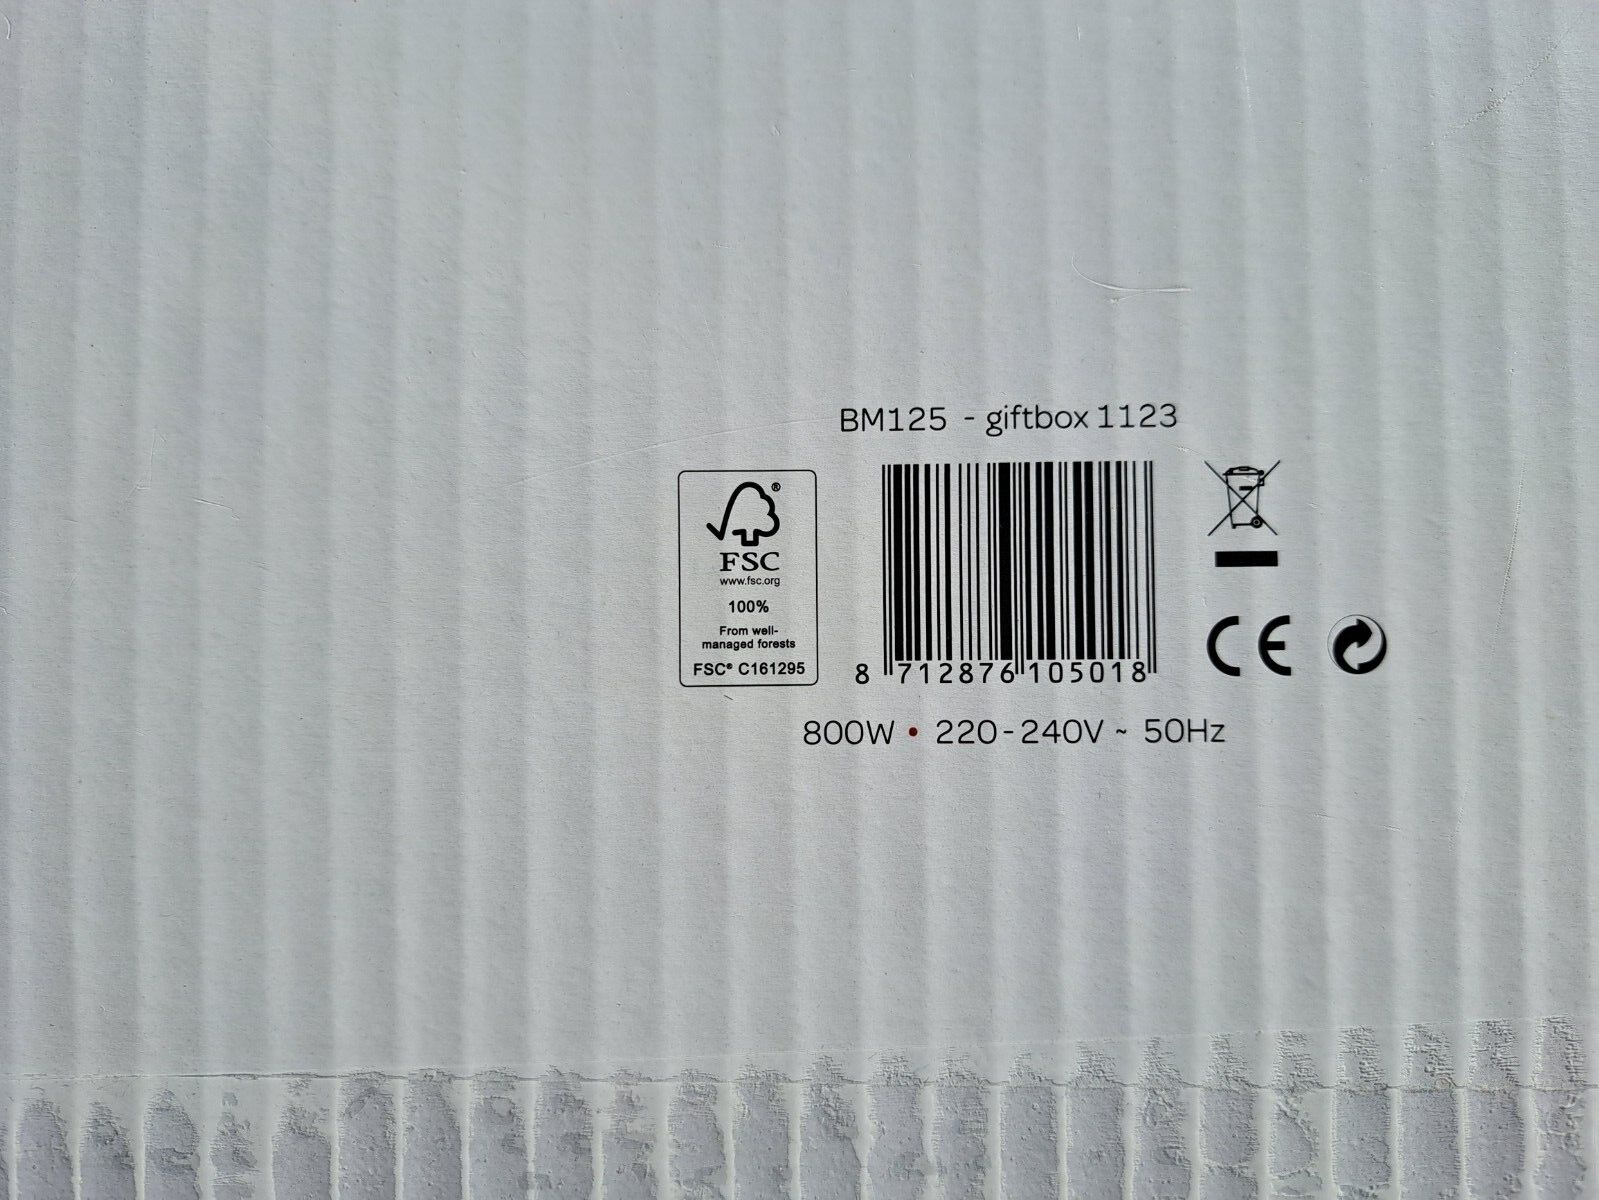 BM125 - giftbox 1123
®
FSC
www.fsc.org
100%
From well-
managed forests
FSC® C161295
8 712876 105018
CE
800W • 220-240V ~ 50Hz